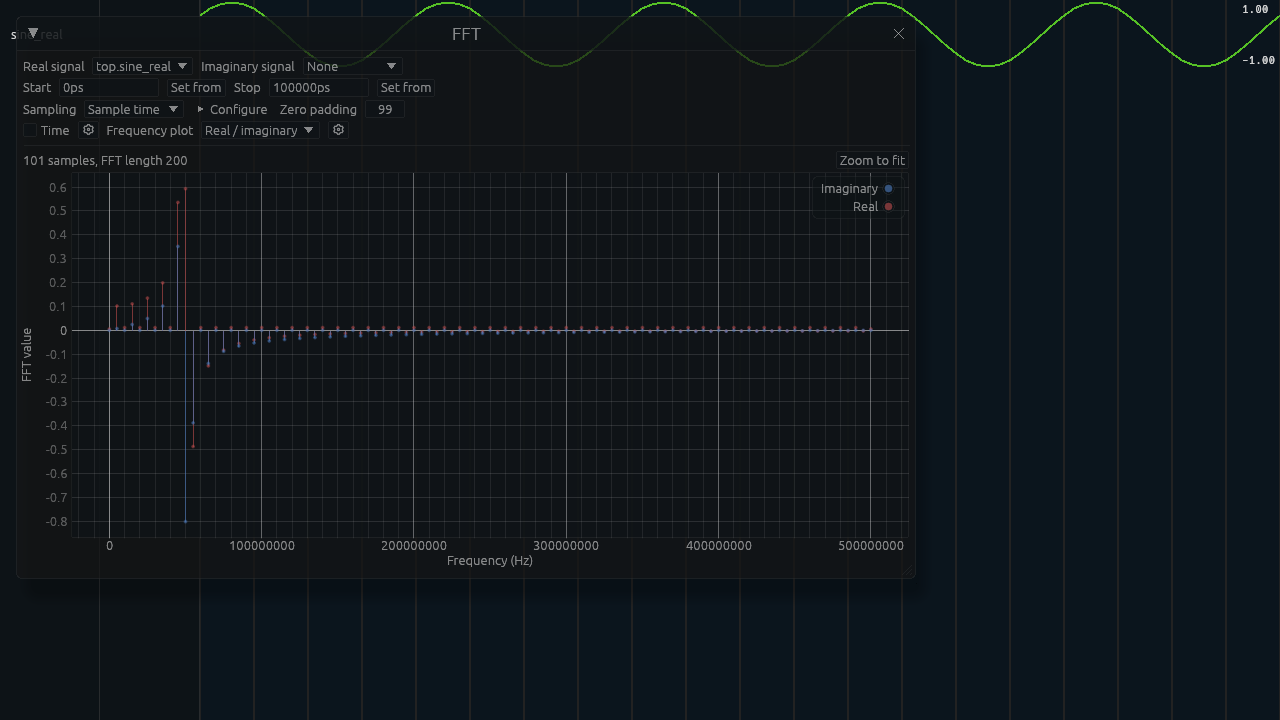 1.00
sine_real
FFT
-1.00
Real signal top.sine_real Imaginary signal None
Start 0ps Set from Stop 100000ps Set from
Sampling Sample time Configure Zero padding 99
Time Frequency plot Real / imaginary
101 samples, FFT length 200 Zoom to fit
Imaginary
Real
0.6
0.5
0.4
0.3
0.2
0.1
0
-0.1
-0.2
-0.3
-0.4
-0.5
-0.6
-0.7
-0.8
FFT value
0 100000000 200000000 300000000 400000000 500000000
Frequency (Hz)